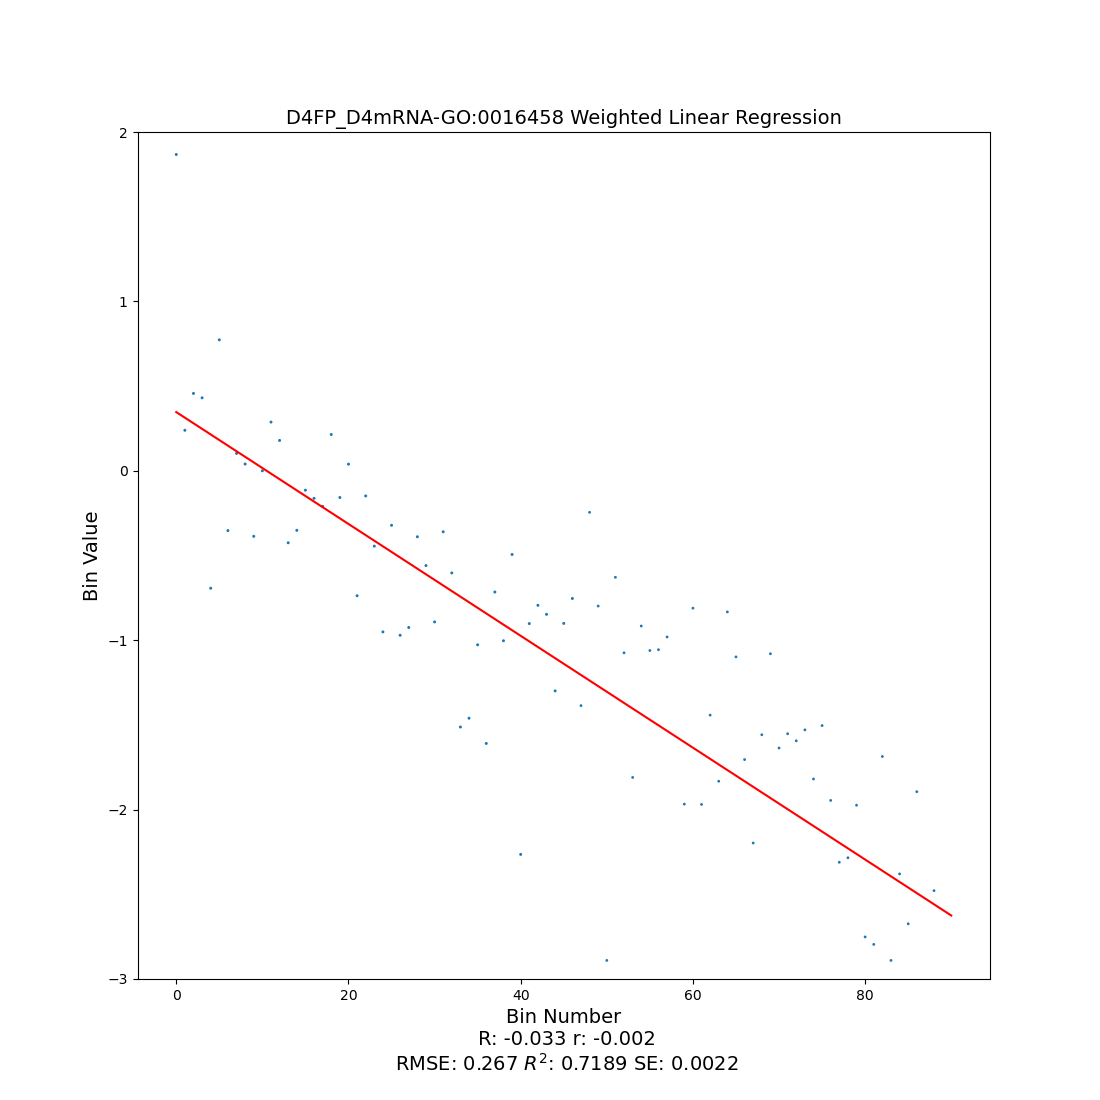 D4FP_D4mRNA-GO:0016458 Weighted Linear Regression
2
1
0
−1
−2
−3
Bin Value
0 20 40 60 80
Bin Number
R: -0.033 r: -0.002
RMSE: 0.267 R²: 0.7189 SE: 0.0022